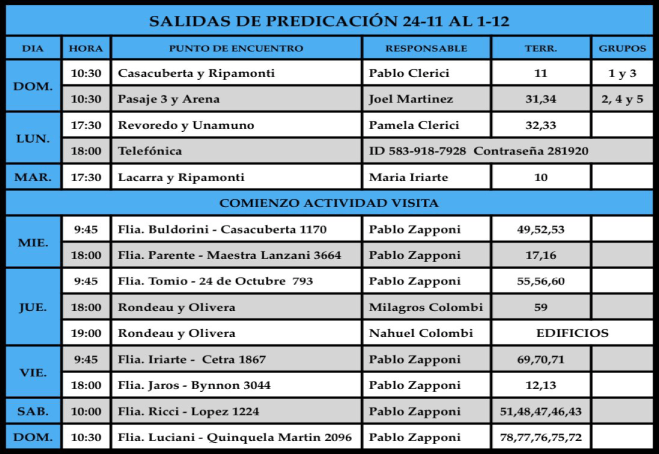 SALIDAS DE PREDICACIÓN 24-11 AL 1-12
DIA HORA PUNTO DE ENCUENTRO RESPONSABLE TERR. GRUPOS
DOM. 10:30 Casacuberta y Ripamonti Pablo Clerici 11 1 y 3
10:30 Pasaje 3 y Arena Joel Martinez 31,34 2, 4 y 5
LUN. 17:30 Revoredo y Unamuno Pamela Clerici 32,33
18:00 Telefónica ID 583-918-7928 Contraseña 281920
MAR. 17:30 Lacarra y Ripamonti Maria Iriarte 10
COMIENZO ACTIVIDAD VISITA
MIE. 9:45 Flia. Buldorini - Casacuberta 1170 Pablo Zapponi 49,52,53
18:00 Flia. Parente - Maestra Lanzani 3664 Pablo Zapponi 17,16
JUE. 9:45 Flia. Tomio - 24 de Octubre 793 Pablo Zapponi 55,56,60
18:00 Rondeau y Olivera Milagros Colombi 59
19:00 Rondeau y Olivera Nahuel Colombi EDIFICIOS
VIE. 9:45 Flia. Iriarte - Cetra 1867 Pablo Zapponi 69,70,71
18:00 Flia. Jaros - Bynnon 3044 Pablo Zapponi 12,13
SAB. 10:00 Flia. Ricci - Lopez 1224 Pablo Zapponi 51,48,47,46,43
DOM. 10:30 Flia. Luciani - Quinquela Martin 2096 Pablo Zapponi 78,77,76,75,72